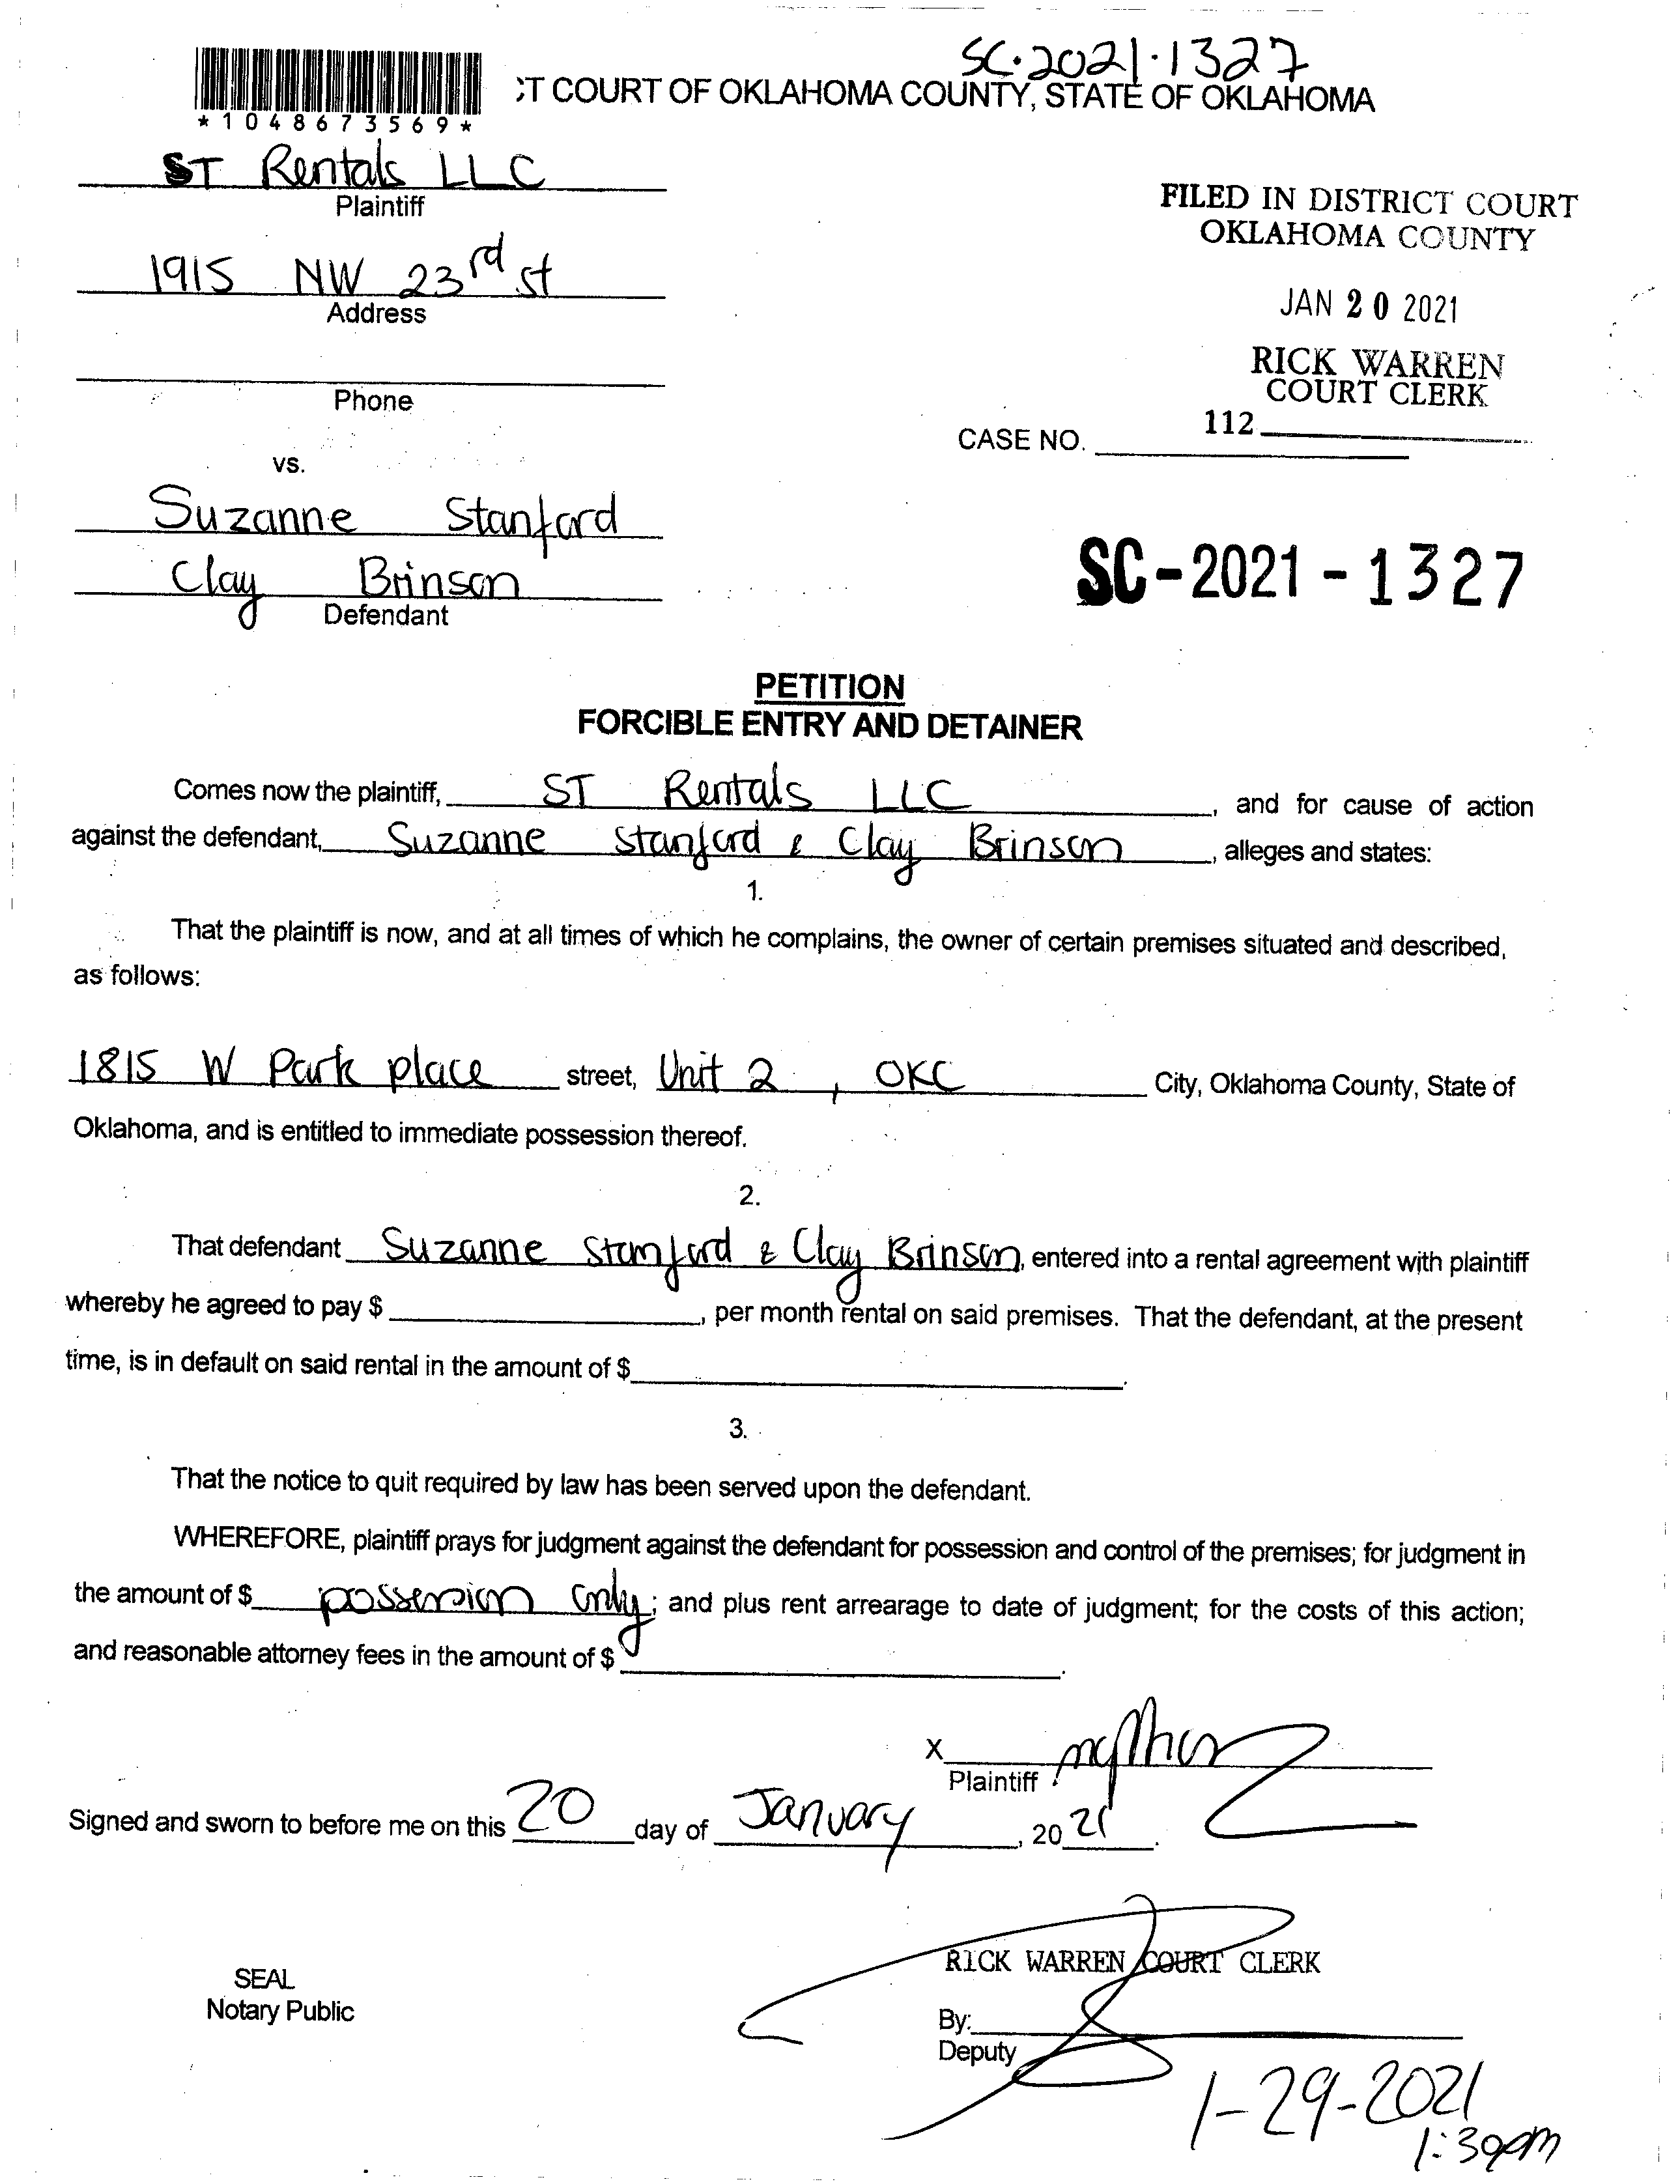 SC-2021-1327
T COURT OF OKLAHOMA COUNTY, STATE OF OKLAHOMA
*1048673569*
ST Rentals LLC
Plaintiff
FILED IN DISTRICT COURT
OKLAHOMA COUNTY
1915 NW 23rd st
Address
JAN 20 2021
RICK WARREN
COURT CLERK
Phone
112
CASE NO.
vs.
Suzanne Stanford
Clay Brinson
Defendant
SC-2021-1327
PETITION
FORCIBLE ENTRY AND DETAINER
Comes now the plaintiff, ST Rentals LLC, and for cause of action
against the defendant, Suzanne Stanford & Clay Brinson, alleges and states:
1.
That the plaintiff is now, and at all times of which he complains, the owner of certain premises situated and described,
as follows:
1815 W Park place street, Unit 2, OKC City, Oklahoma County, State of
Oklahoma, and is entitled to immediate possession thereof.
2.
That defendant Suzanne Stanford & Clay Brinson, entered into a rental agreement with plaintiff
whereby he agreed to pay $, per month rental on said premises. That the defendant, at the present
time, is in default on said rental in the amount of $.
3.
That the notice to quit required by law has been served upon the defendant.
WHEREFORE, plaintiff prays for judgment against the defendant for possession and control of the premises; for judgment in
the amount of $ possession only; and plus rent arrearage to date of judgment; for the costs of this action;
and reasonable attorney fees in the amount of $.
X
Plaintiff
Signed and sworn to before me on this 20 day of January, 2021.
RICK WARREN COURT CLERK
SEAL
Notary Public
By:
Deputy
1-29-2021
1:30pm